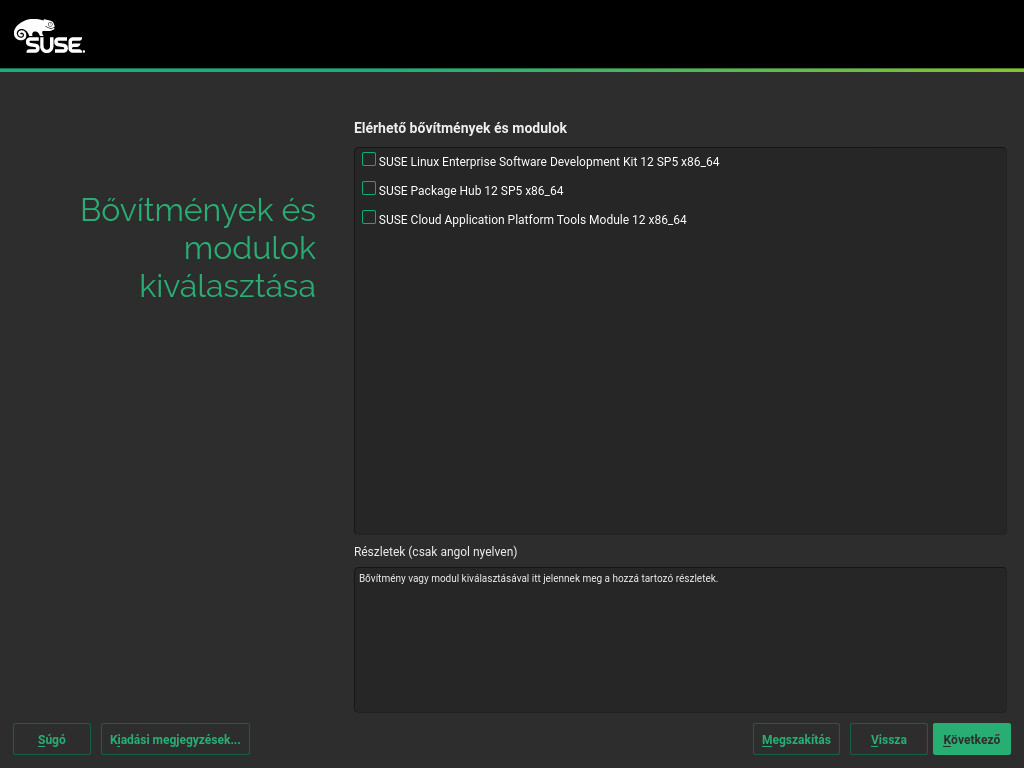 SUSE
Elérhető bővítmények és modulok
SUSE Linux Enterprise Software Development Kit 12 SP5 x86_64
SUSE Package Hub 12 SP5 x86_64
SUSE Cloud Application Platform Tools Module 12 x86_64
Bővítmények és
modulok
kiválasztása
Részletek (csak angol nyelven)
Bővítmény vagy modul kiválasztásával itt jelennek meg a hozzá tartozó részletek.
Súgó
Kiadási megjegyzések...
Megszakítás
Vissza
Következő